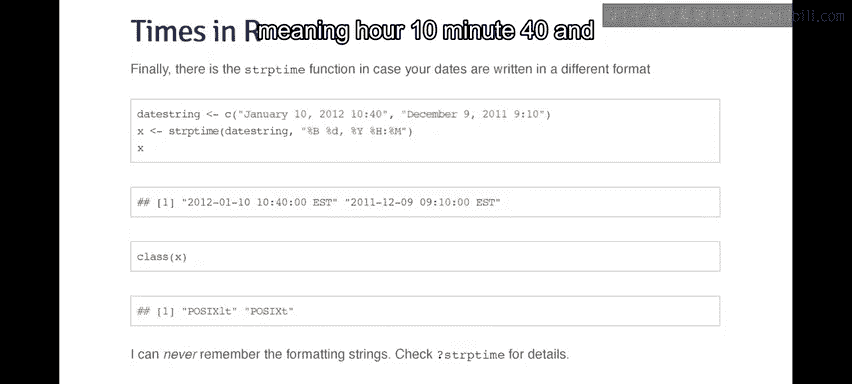 Times in R
meaning hour 10 minute 40 and
bill.com
Finally, there is the strptime function in case your dates are written in a different format
datestring <- c("January 10, 2012 10:40", "December 9, 2011 9:10")
x <- strptime(datestring, "%B %d, %Y %H:%M")
x
## [1] "2012-01-10 10:40:00 EST" "2011-12-09 09:10:00 EST"
class(x)
## [1] "POSIXlt" "POSIXt"
I can never remember the formatting strings. Check ?strptime for details.